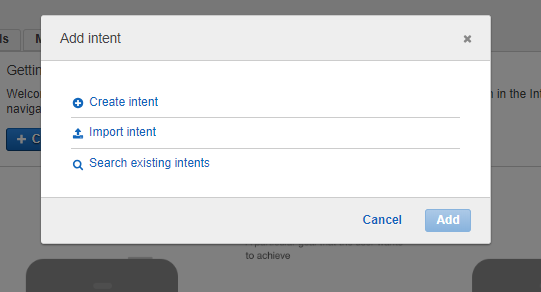 Add intent
×
ls
Gettin
Welco
n in the Int
naviga
+ C
Create intent
Import intent
Search existing intents
Cancel
Add
to achieve